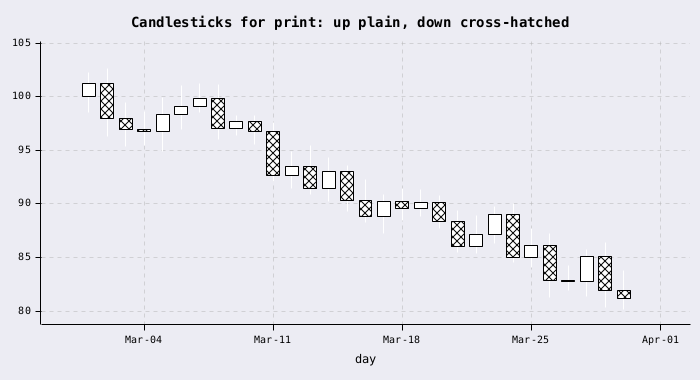 Candlesticks for print: up plain, down cross-hatched
105
100
95
90
85
80
Mar-04 Mar-11 Mar-18 Mar-25 Apr-01
day